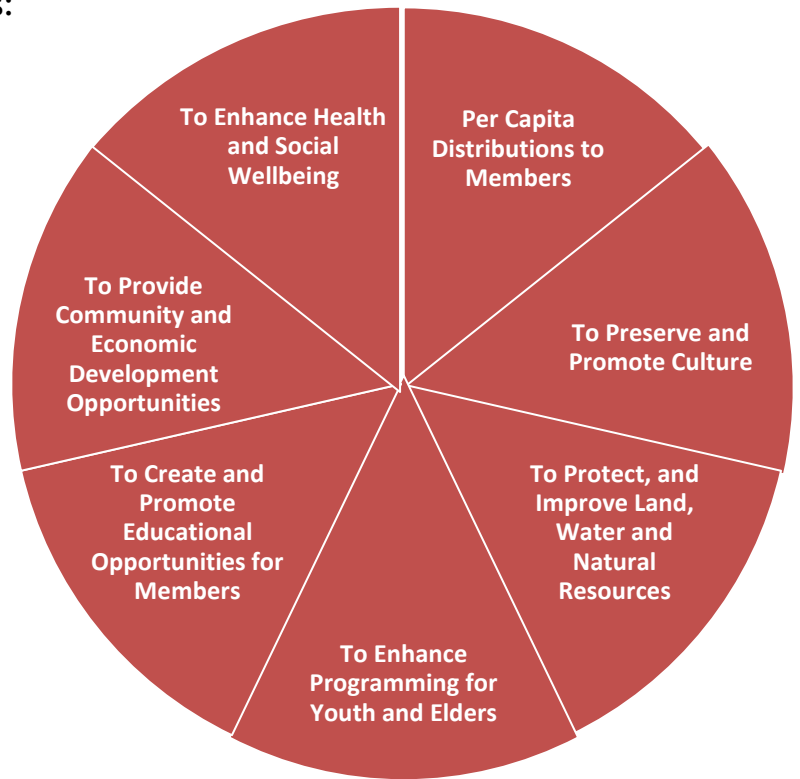 s:
Per Capita
Distributions to
Members
To Preserve and
Promote Culture
To Protect, and
Improve Land,
Water and
Natural
Resources
To Enhance
Programming for
Youth and Elders
To Create and
Promote
Educational
Opportunities for
Members
To Provide
Community and
Economic
Development
Opportunities
To Enhance Health
and Social
Wellbeing